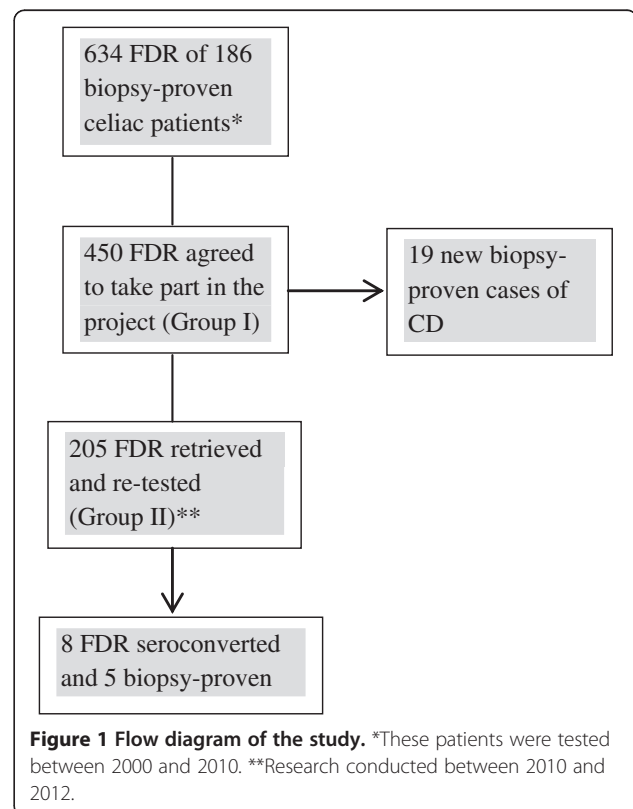 634 FDR of 186
biopsy-proven
celiac patients*
450 FDR agreed
to take part in the
project (Group I)
19 new biopsy-
proven cases of
CD
205 FDR retrieved
and re-tested
(Group II)**
8 FDR seroconverted
and 5 biopsy-proven
Figure 1 Flow diagram of the study. *These patients were tested
between 2000 and 2010. **Research conducted between 2010 and
2012.